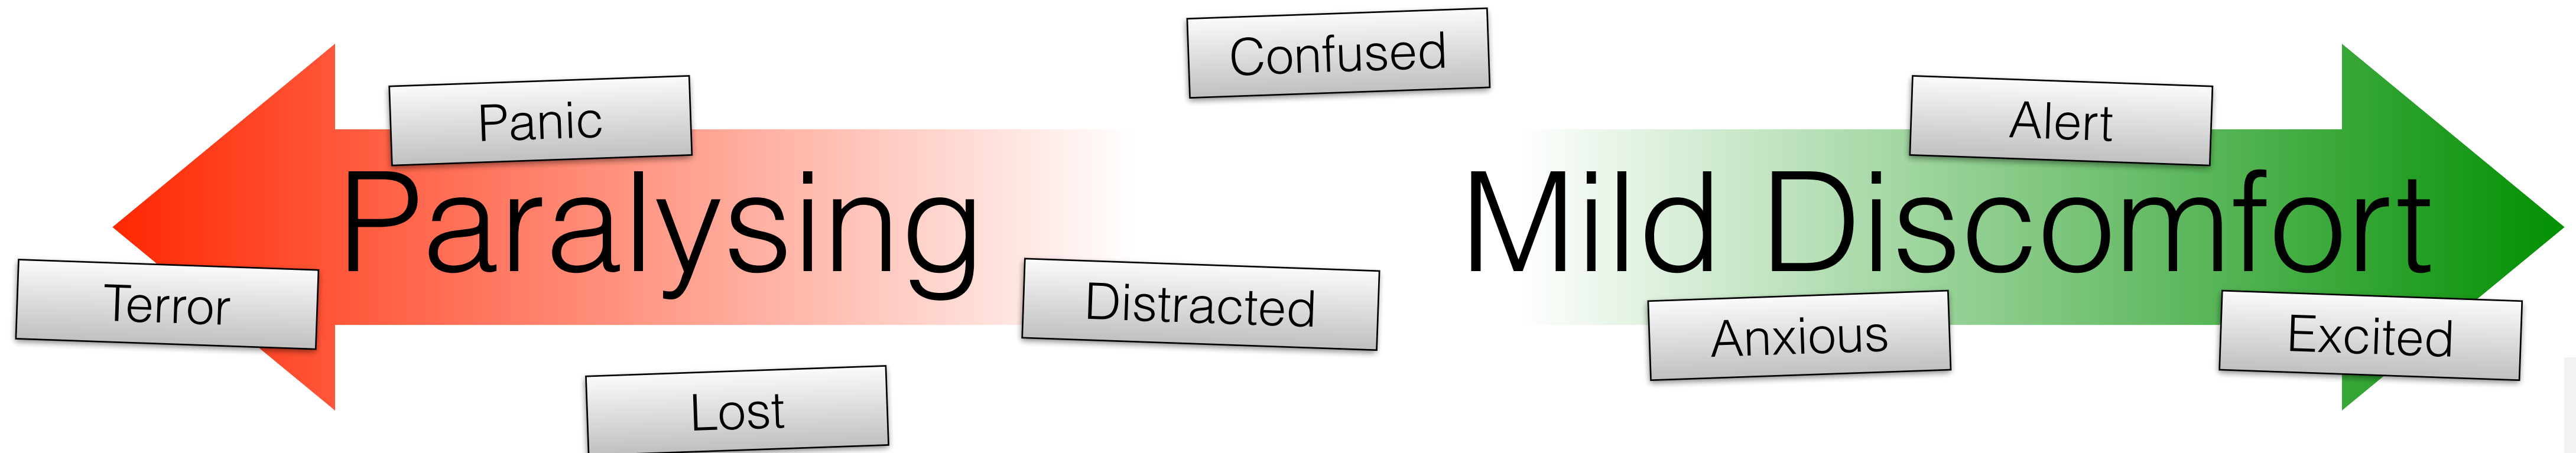 Confused
Panic
Alert
Paralysing
Mild Discomfort
Terror
Distracted
Anxious
Excited
Lost